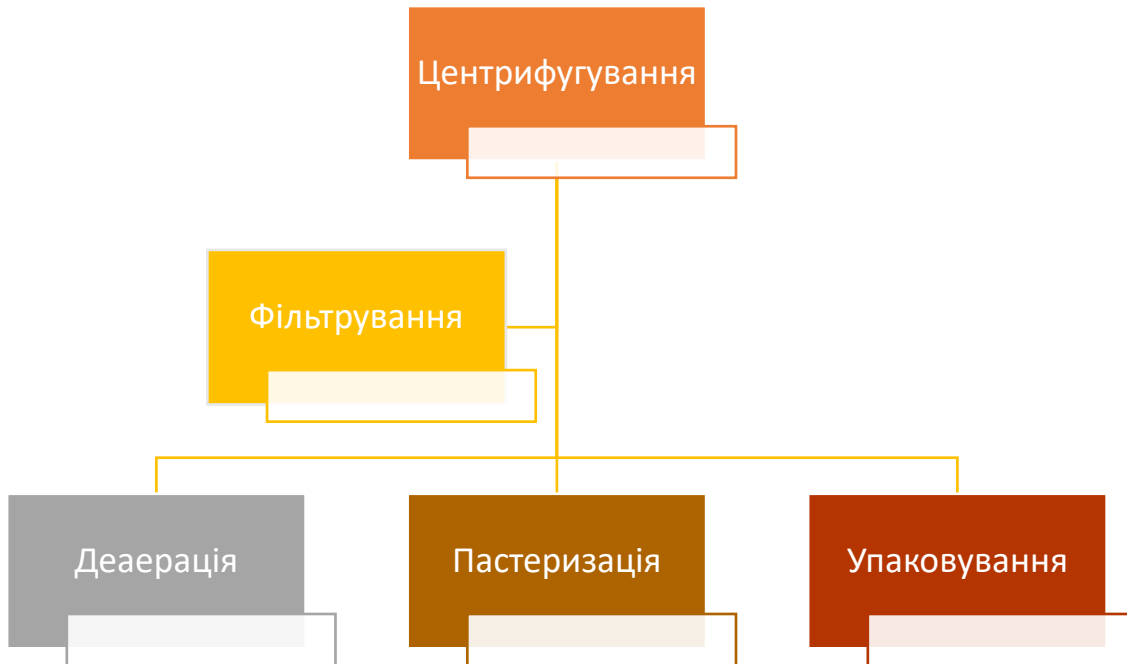 Центрифугування
Фільтрування
Деаерація
Пастеризація
Упаковування